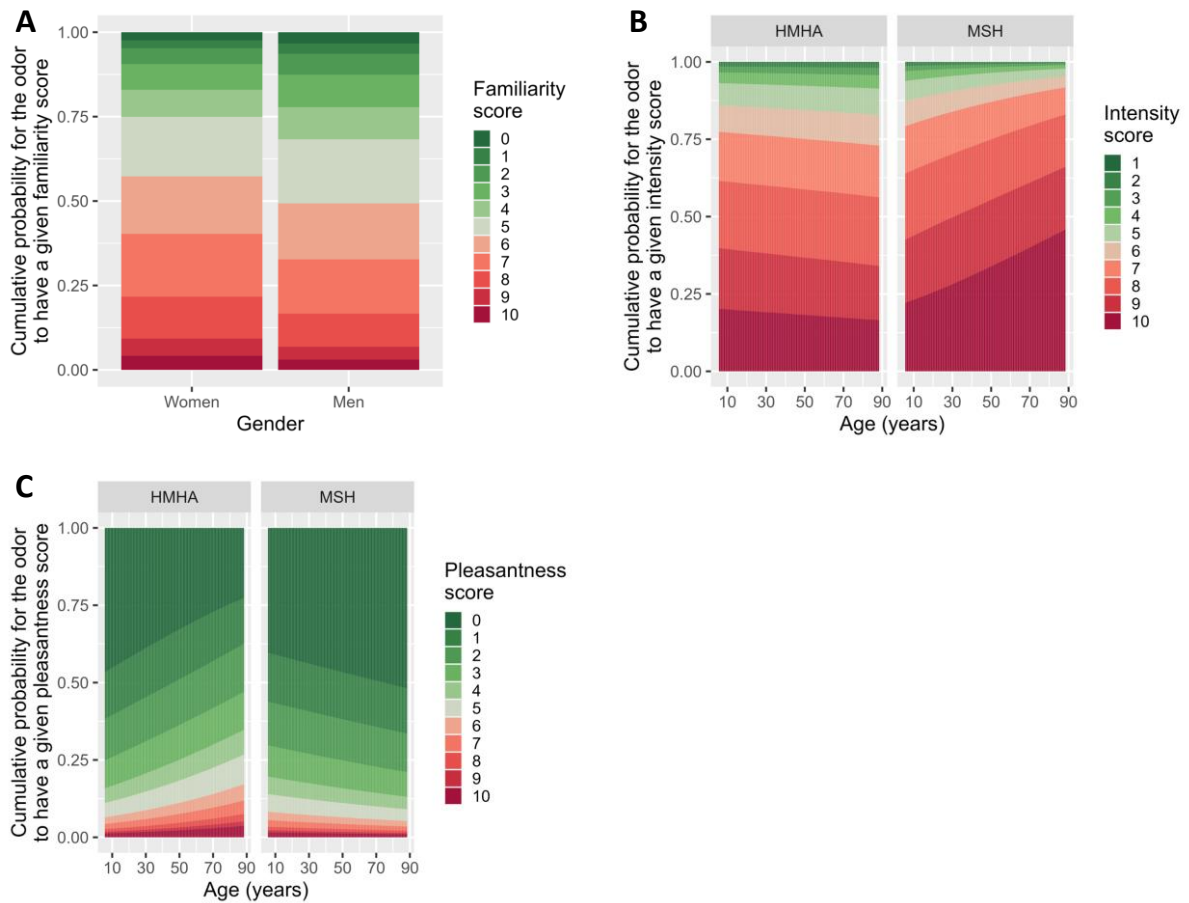 A
Cumulative probability for the odor
to have a given familiarity score
1.00
0.75
0.50
0.25
0.00
Women
Men
Gender
Familiarity
score
0
1
2
3
4
5
6
7
8
9
10
B
Cumulative probability for the odor
to have a given intensity score
HMHA
MSH
1.00
0.75
0.50
0.25
0.00
10 30 50 70 90
10 30 50 70 90
Age (years)
Intensity
score
1
2
3
4
5
6
7
8
9
10
C
Cumulative probability for the odor
to have a given pleasantness score
HMHA
MSH
1.00
0.75
0.50
0.25
0.00
10 30 50 70 90
10 30 50 70 90
Age (years)
Pleasantness
score
0
1
2
3
4
5
6
7
8
9
10